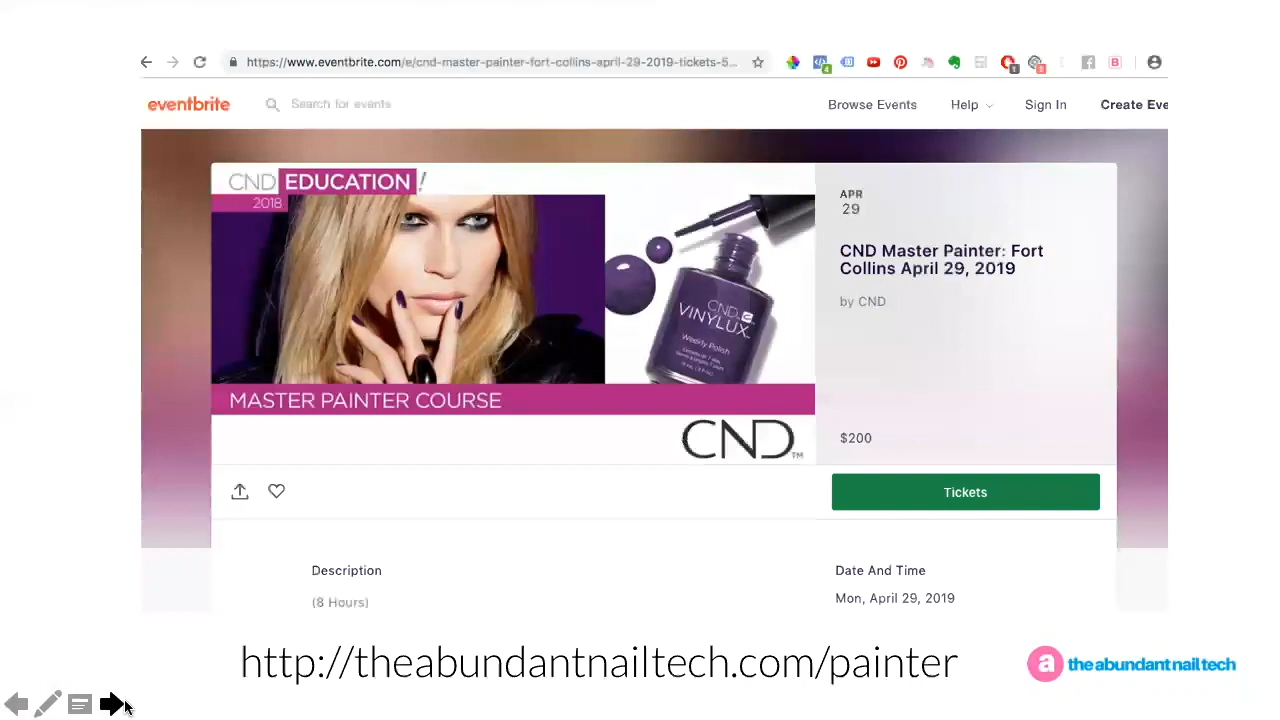 https://www.eventbrite.com/e/cnd-master-painter-fort-collins-april-29-2019-tickets-5...
eventbrite
Search for events
Browse Events
Help
Sign In
Create Eve
CND EDUCATION!
2018
CND
VINYLUX
Weekly Polish
MASTER PAINTER COURSE
CND™
APR
29
CND Master Painter: Fort
Collins April 29, 2019
by CND
$200
Tickets
Description
(8 Hours)
Date And Time
Mon, April 29, 2019
http://theabundantnailtech.com/painter
a theabundantnailtech